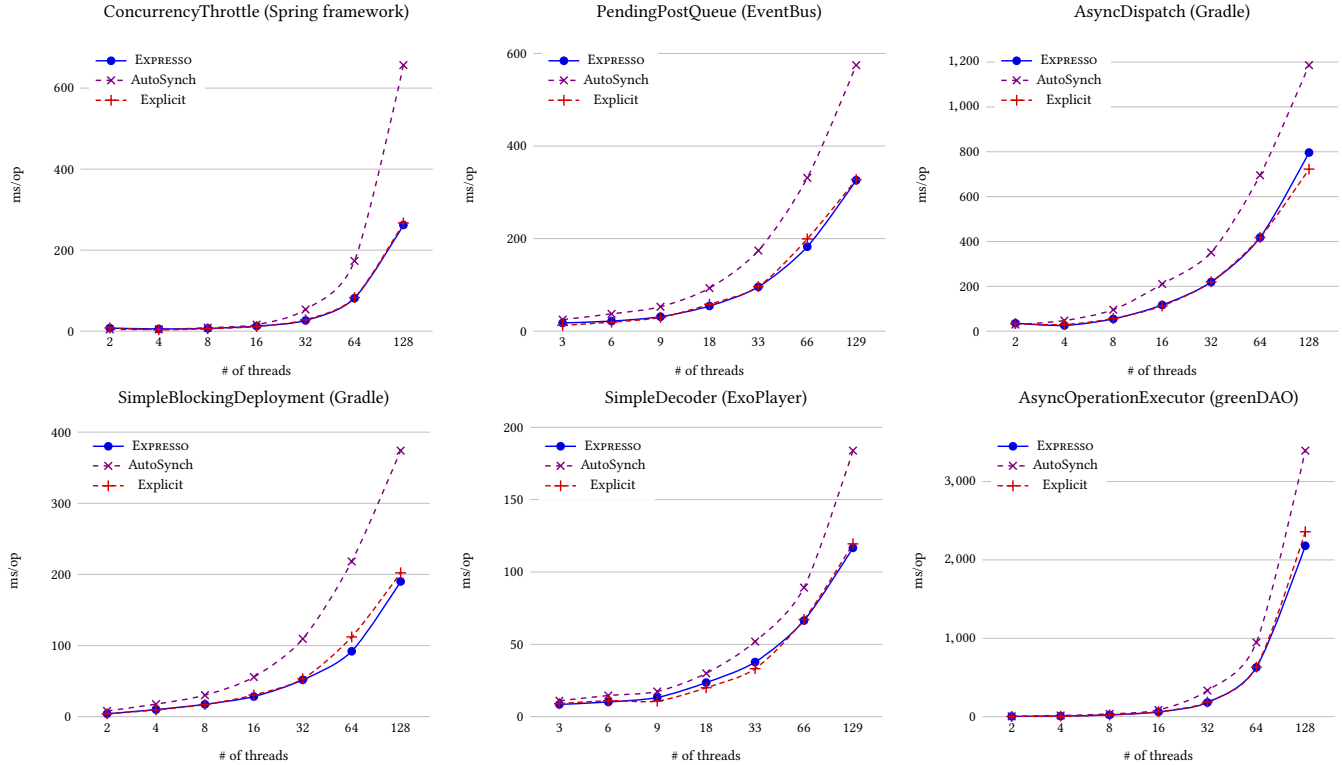 ConcurrencyThrottle (Spring framework)
Expresso
AutoSynch
Explicit
600
400
200
0
ms/op
2 4 8 16 32 64 128
# of threads
PendingPostQueue (EventBus)
Expresso
AutoSynch
Explicit
600
400
200
0
ms/op
3 6 9 18 33 66 129
# of threads
AsyncDispatch (Gradle)
Expresso
AutoSynch
Explicit
1,200
1,000
800
600
400
200
0
ms/op
2 4 8 16 32 64 128
# of threads
SimpleBlockingDeployment (Gradle)
Expresso
AutoSynch
Explicit
400
300
200
100
0
ms/op
2 4 8 16 32 64 128
# of threads
SimpleDecoder (ExoPlayer)
Expresso
AutoSynch
Explicit
200
150
100
50
0
ms/op
3 6 9 18 33 66 129
# of threads
AsyncOperationExecutor (greenDAO)
Expresso
AutoSynch
Explicit
3,000
2,000
1,000
0
ms/op
2 4 8 16 32 64 128
# of threads